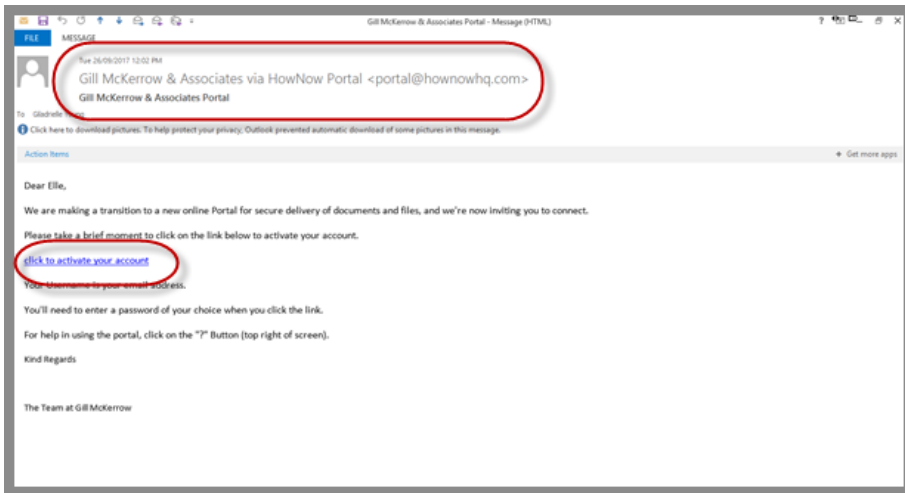 Gill McKerrow & Associates Portal - Message (HTML)
FILE MESSAGE
Tue 26/09/2017 12:02 PM
Gill McKerrow & Associates via HowNow Portal <portal@hownowhq.com>
Gill McKerrow & Associates Portal
To Gladrielle
Click here to download pictures. To help protect your privacy, Outlook prevented automatic download of some pictures in this message.
Action Items + Get more apps
Dear Elle,
We are making a transition to a new online Portal for secure delivery of documents and files, and we're now inviting you to connect.
Please take a brief moment to click on the link below to activate your account.
click to activate your account
Your Username is your email address.
You'll need to enter a password of your choice when you click the link.
For help in using the portal, click on the "?" Button (top right of screen).
Kind Regards
The Team at Gill McKerrow